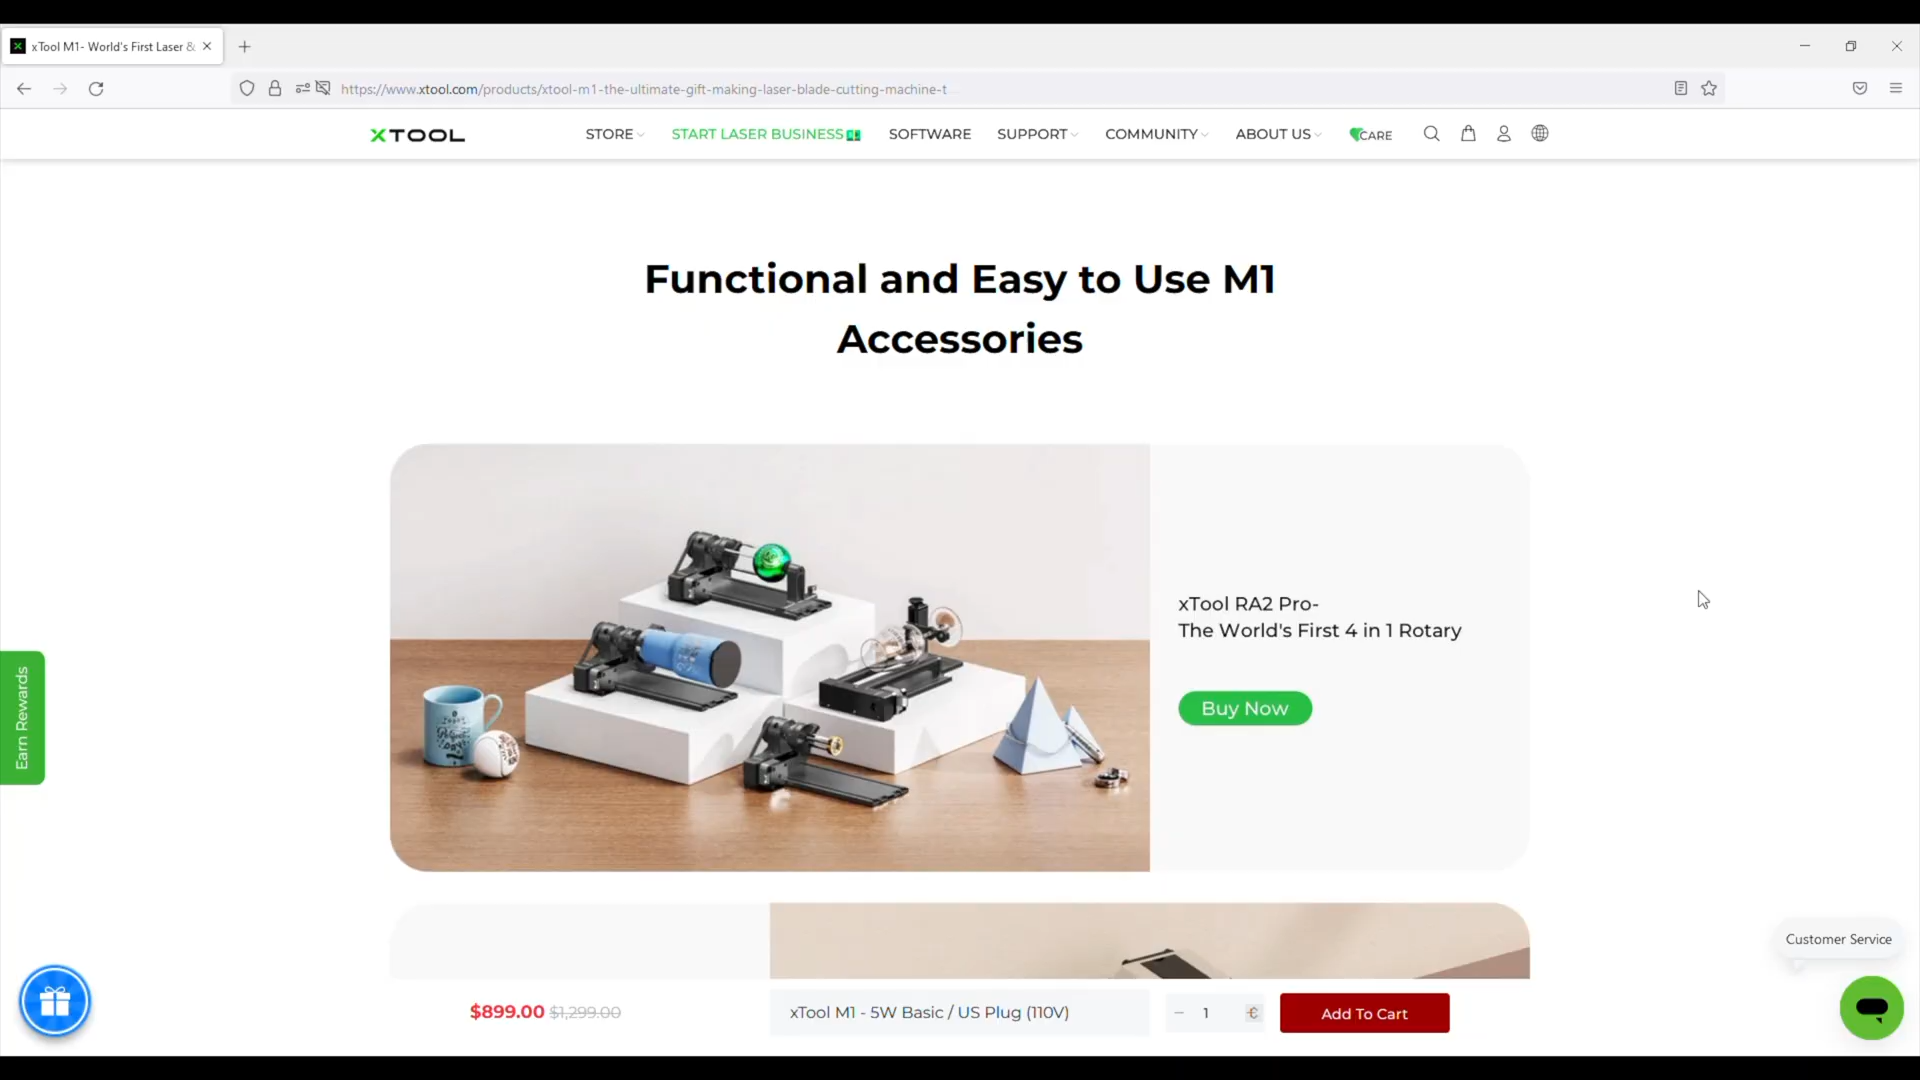 xTool M1- World's First Laser &
https://www.xtool.com/products/xtool-m1-the-ultimate-gift-making-laser-blade-cutting-machine-t
XTOOL
STORE
START LASER BUSINESS
SOFTWARE
SUPPORT
COMMUNITY
ABOUT US
CARE
Functional and Easy to Use M1
Accessories
xTool RA2 Pro-
The World's First 4 in 1 Rotary
Buy Now
Earn Rewards
Customer Service
$899.00 $1,299.00
xTool M1 - 5W Basic / US Plug (110V)
1
Add To Cart